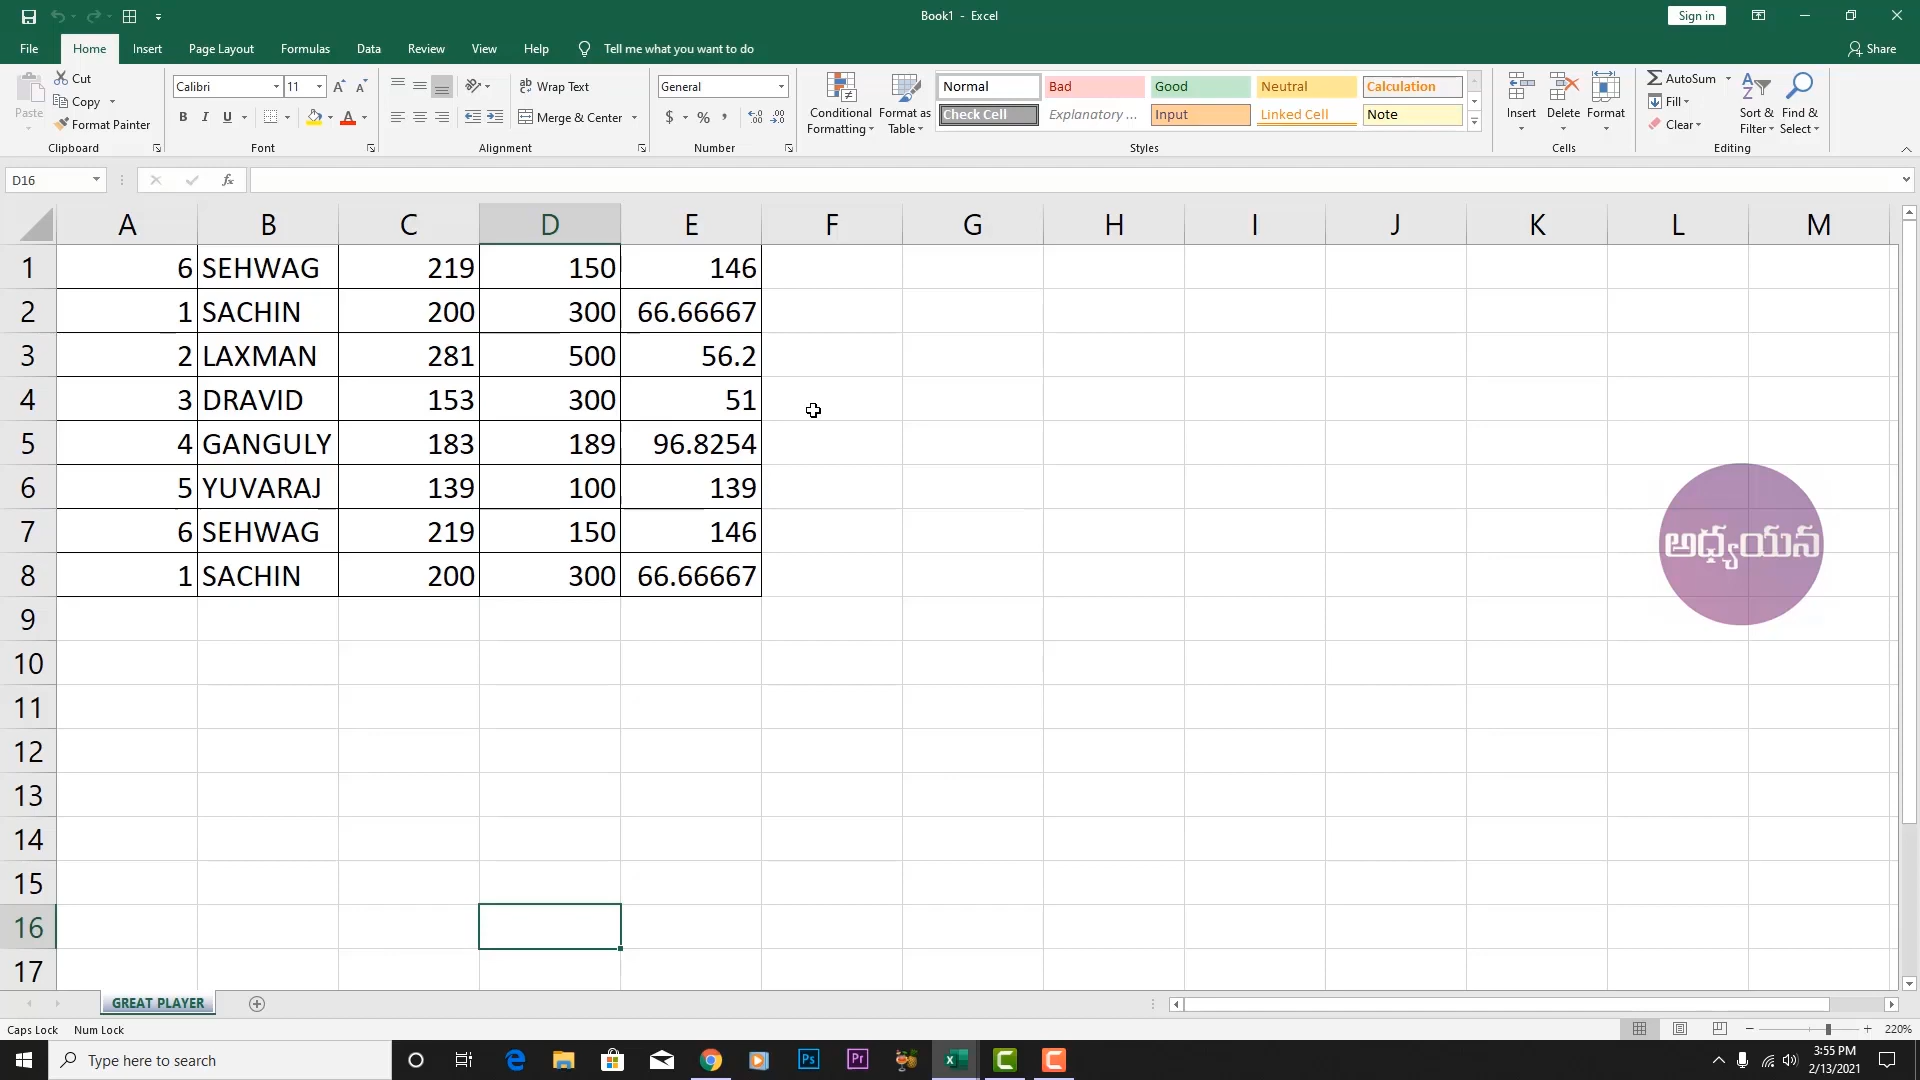 Book1 - Excel
Sign in
File Home Insert Page Layout Formulas Data Review View Help Tell me what you want to do Share
Paste
Cut
Copy
Format Painter
Clipboard
Calibri 11
B I U
Font
Wrap Text
Merge & Center
Alignment
General
$ % ,
Number
Conditional Formatting
Format as Table
Normal Bad Good Neutral Calculation
Check Cell Explanatory ... Input Linked Cell Note
Styles
Insert Delete Format
Cells
AutoSum
Fill
Clear
Sort & Filter
Find & Select
Editing
D16 fx
A B C D E F G H I J K L M
1 6 SEHWAG 219 150 146
2 1 SACHIN 200 300 66.66667
3 2 LAXMAN 281 500 56.2
4 3 DRAVID 153 300 51
5 4 GANGULY 183 189 96.8254
6 5 YUVARAJ 139 100 139
7 6 SEHWAG 219 150 146
8 1 SACHIN 200 300 66.66667
9
10
11
12
13
14
15
16
17
అధ్యయన
GREAT PLAYER
Caps Lock Num Lock
220%
Type here to search
Ps
Pr
3:55 PM
2/13/2021